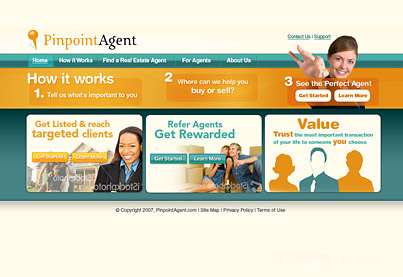 PinpointAgent
Contact Us | Support
Home How it Works Find a Real Estate Agent For Agents About Us
How it works
1. Tell us what's important to you
2 Where can we help you
buy or sell?
3 See the Perfect Agent
Get Started Learn More
Get Listed & reach
targeted clients
Get Started Learn More
iStockphoto
Refer Agents
Get Rewarded
Get Started Learn More
iStockphoto
Value
Trust the most important transaction
of your life to someone you choose
© Copyright 2007, PinpointAgent.com | Site Map | Privacy Policy | Terms of Use